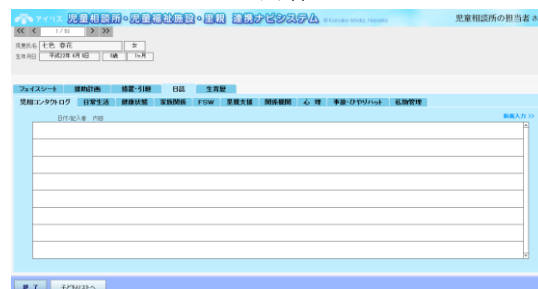 アイリス 児童相談所・児童福祉施設・里親 連携ナビシステム
児童相談所の担当者
<< < 1 / 10 > >>
児童氏名 七色 春花 女
生年月日 平成22年 6月 6日
フェイスシート 援助計画 措置・引継 日誌 生育歴
児相コンタクトログ 日常生活 健康状態 家族関係 FSW 里親支援 関係機関 心 理 事故・ひやりハット 私物管理
日付/記入者 内容 新規入力 >>
終 了 子どもリストへ